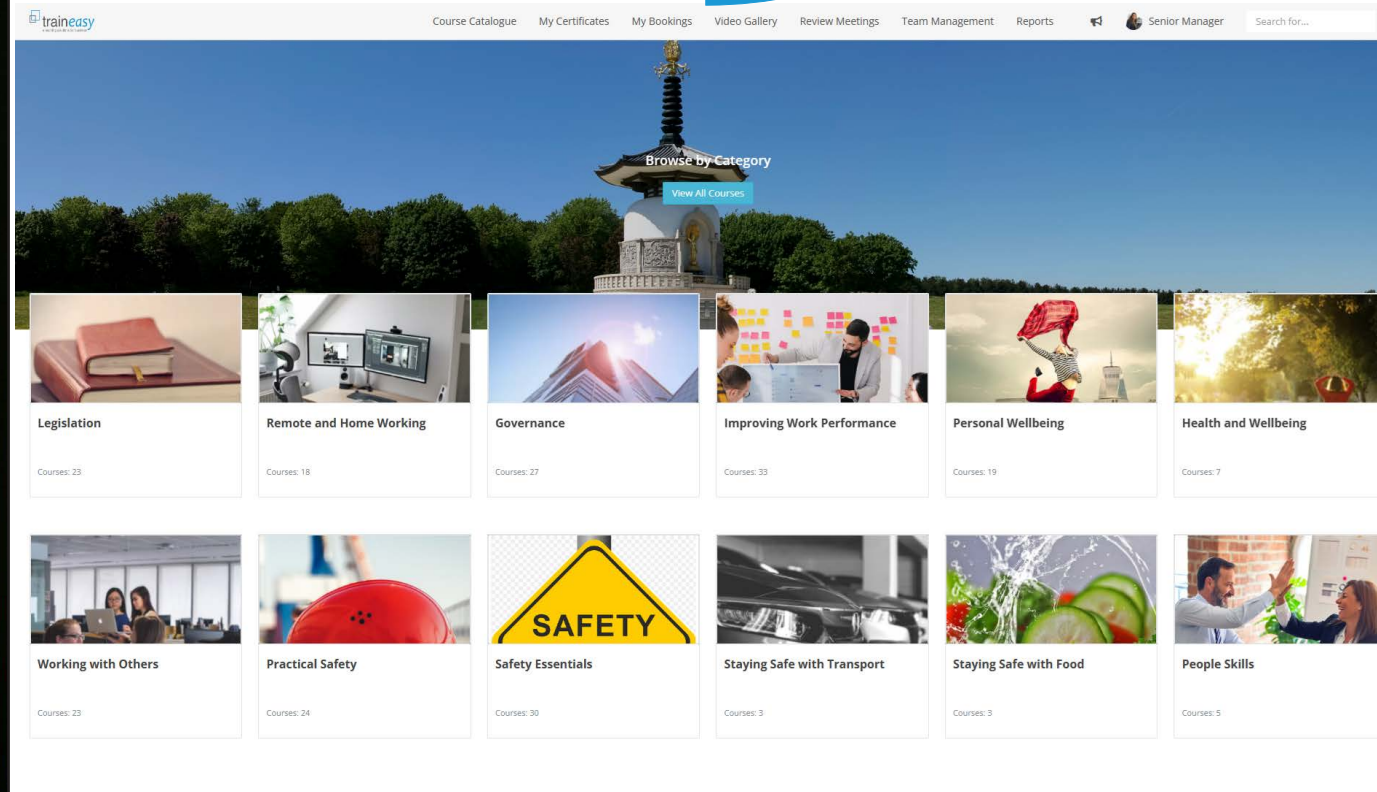 traineasy
Course Catalogue My Certificates My Bookings Video Gallery Review Meetings Team Management Reports Senior Manager Search for...
Browse by Category
View All Courses
Legislation Remote and Home Working Governance Improving Work Performance Personal Wellbeing Health and Wellbeing
Courses: 23 Courses: 18 Courses: 27 Courses: 33 Courses: 19 Courses: 7
SAFETY
Working with Others Practical Safety Safety Essentials Staying Safe with Transport Staying Safe with Food People Skills
Courses: 23 Courses: 24 Courses: 30 Courses: 3 Courses: 3 Courses: 5